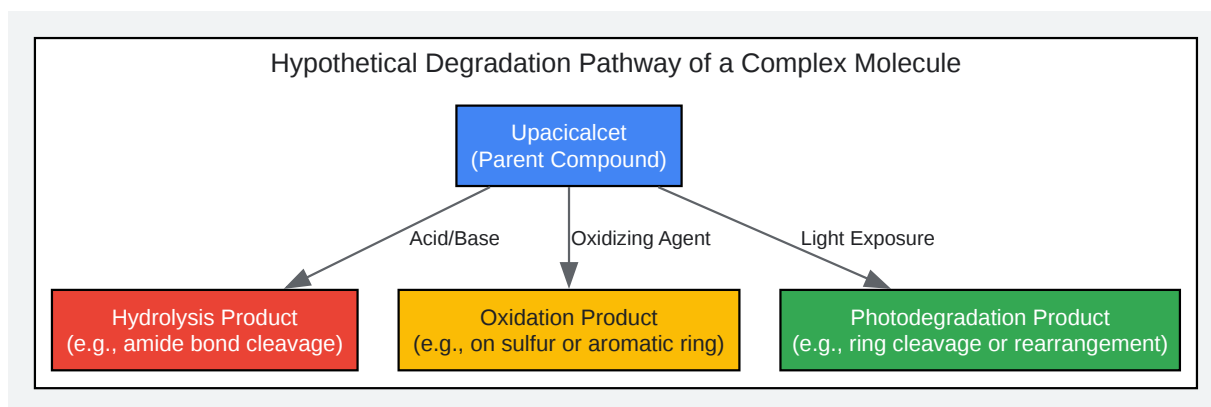 Hypothetical Degradation Pathway of a Complex Molecule
Upacicalcet
(Parent Compound)
Acid/Base
Oxidizing Agent
Light Exposure
Hydrolysis Product
(e.g., amide bond cleavage)
Oxidation Product
(e.g., on sulfur or aromatic ring)
Photodegradation Product
(e.g., ring cleavage or rearrangement)